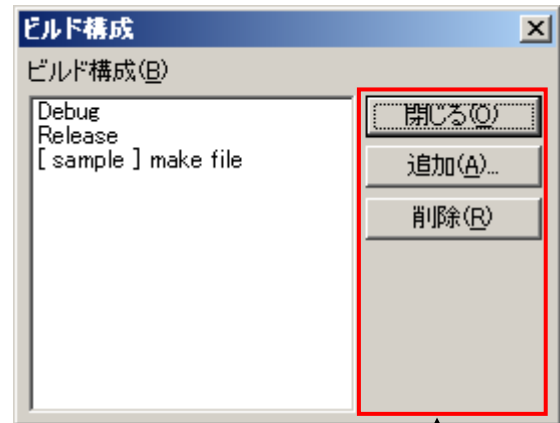 ビルド構成
ビルド構成(B)
Debug
Release
[ sample ] make file
閉じる(O)
追加(A)...
削除(R)